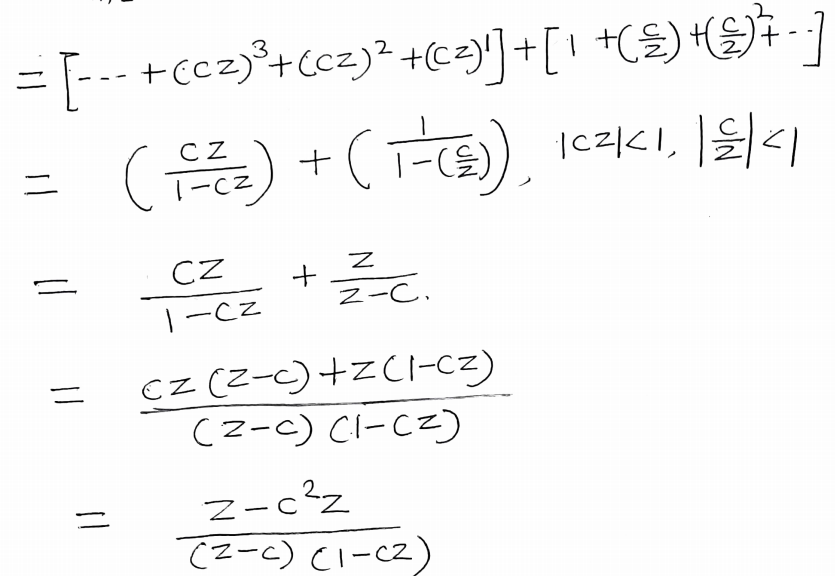 = [--- + (cz)³ + (cz)² + (cz)¹] + [1 + (c/z) + (c/z)² + ---]
= (cz/(1-cz)) + (1/(1-(c/z))), |cz|<1, |c/z|<1
= cz/(1-cz) + z/(z-c).
= (cz(z-c)+z(1-cz))/((z-c)(1-cz))
= (z-c²z)/((z-c)(1-cz))